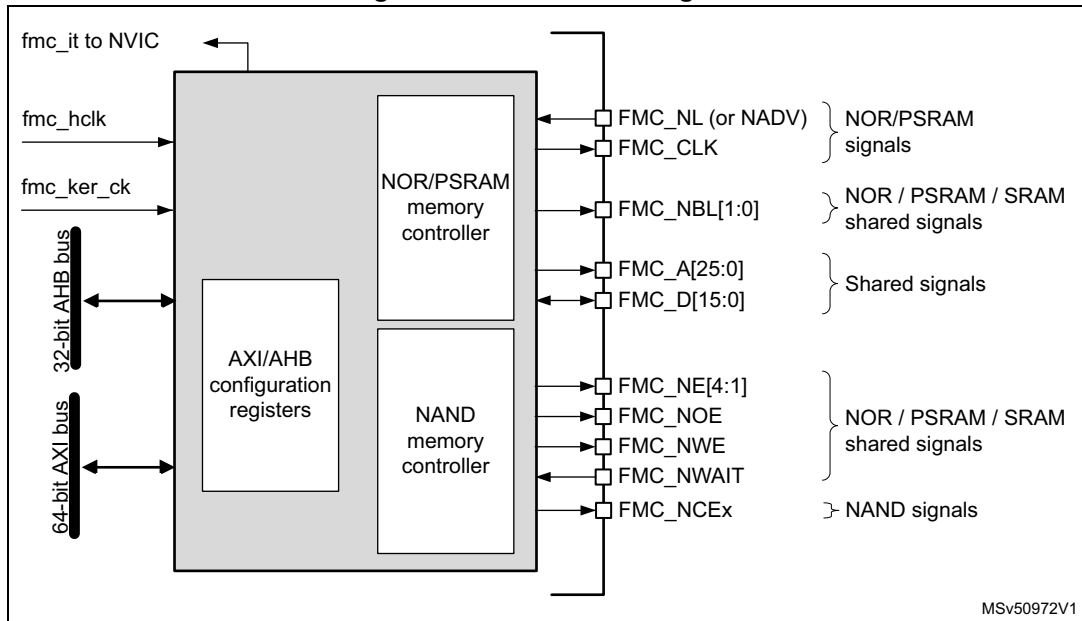 fmc_it to NVIC
fmc_hclk
fmc_ker_ck
32-bit AHB bus
64-bit AXI bus
AXI/AHB
configuration
registers
NOR/PSRAM
memory
controller
NAND
memory
controller
FMC_NL (or NADV)
FMC_CLK
NOR/PSRAM
signals
FMC_NBL[1:0]
NOR / PSRAM / SRAM
shared signals
FMC_A[25:0]
FMC_D[15:0]
Shared signals
FMC_NE[4:1]
FMC_NOE
FMC_NWE
FMC_NWAIT
NOR / PSRAM / SRAM
shared signals
FMC_NCEx
NAND signals
MSv50972V1